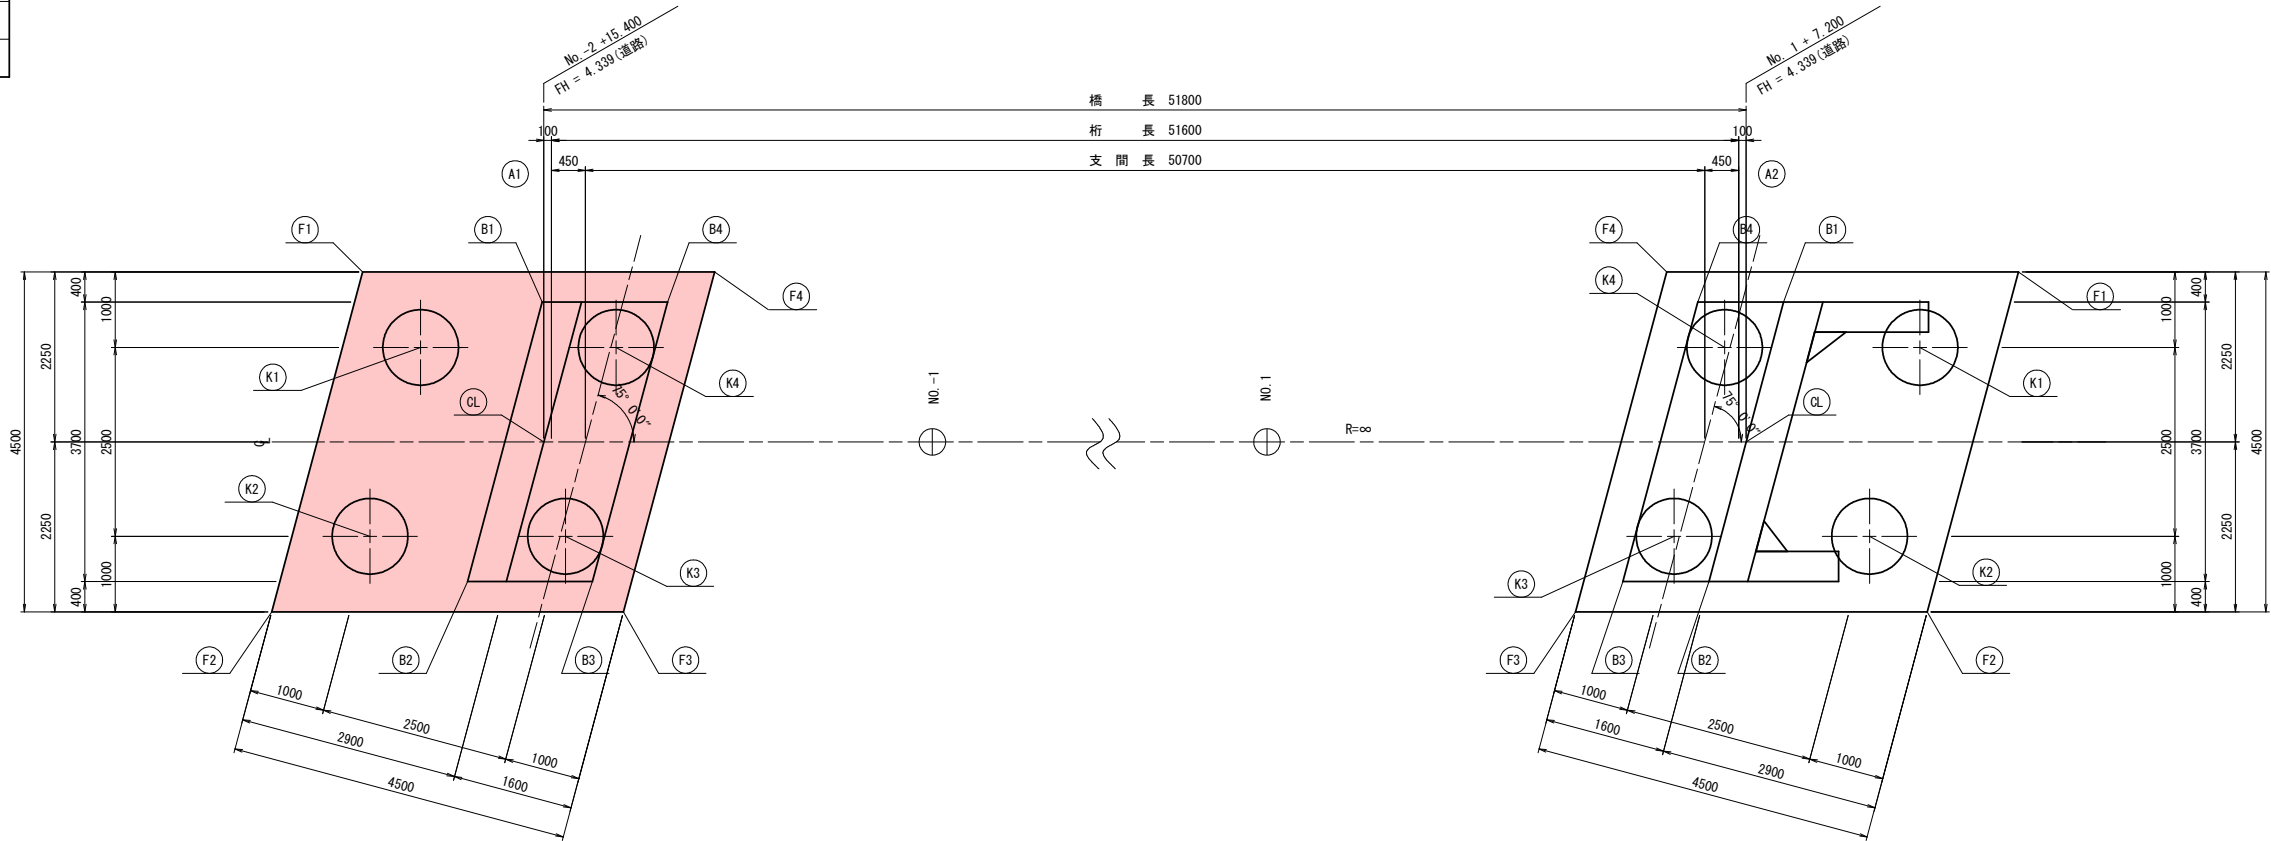 No. -2 +15.400
FH = 4.339(道路)
No. 1 + 7.200
FH = 4.339(道路)
橋 長 51800
100
桁 長 51600
100
A1
450
支 間 長 50700
450
A2
F1
B1
B4
F4
B4
B1
K4
F4
F1
400
1000
2250
4500
3700
2500
2250
1000
400
K1
K4
75° 0'0"
CL
NO.-1
NO.1
R=∞
75° 0'0"
CL
K1
400
1000
2250
2500
3700
4500
2250
1000
400
CL
K2
K3
K3
K2
F2
B2
B3
F3
F3
B3
B2
F2
1000
2500
2900
1000
4500
1600
1000
2500
1600
1000
2900
4500